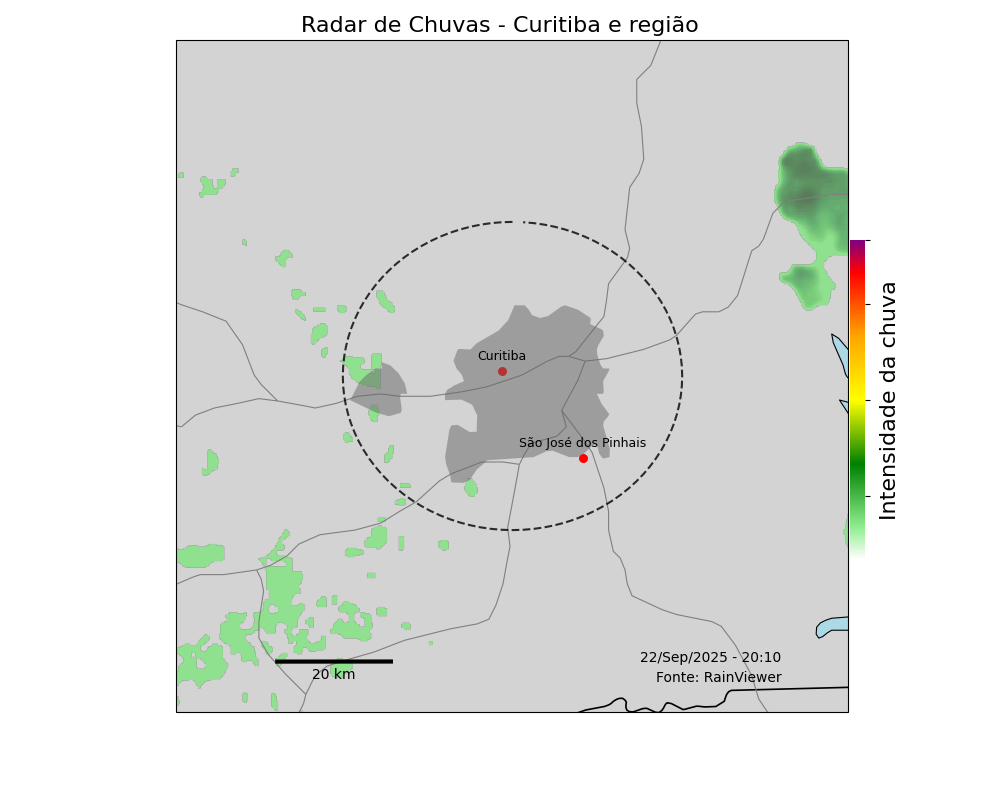 Radar de Chuvas - Curitiba e região
Curitiba
São José dos Pinhais
Intensidade da chuva
22/Sep/2025 - 20:10
Fonte: RainViewer
20 km